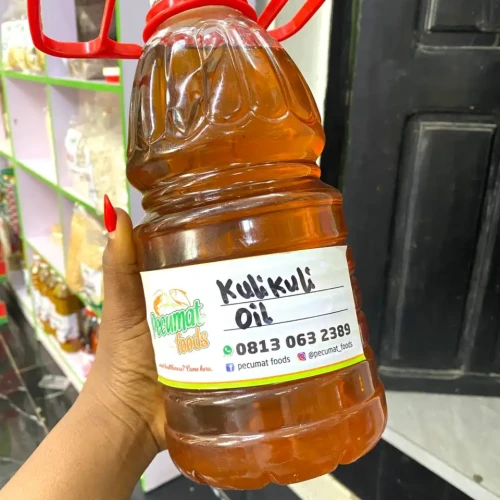 Pecumat
foods
KuliKuli
Oil
0813 063 2389
pecumat foods @pecumat_foods